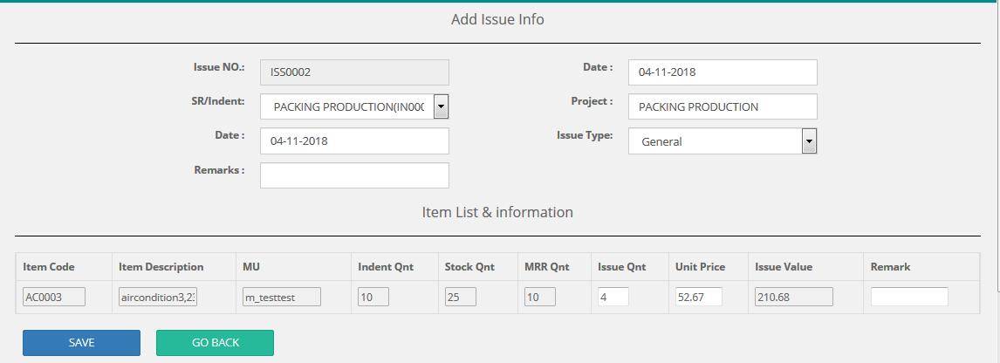 Add Issue Info
Issue NO.: ISS0002 Date : 04-11-2018
SR/Indent: PACKING PRODUCTION(IN000 Project : PACKING PRODUCTION
Date : 04-11-2018 Issue Type: General
Remarks :
Item List & information
Item Code Item Description MU Indent Qnt Stock Qnt MRR Qnt Issue Qnt Unit Price Issue Value Remark
AC0003 aircondition3,23 m_testtest 10 25 10 4 52.67 210.68
SAVE GO BACK